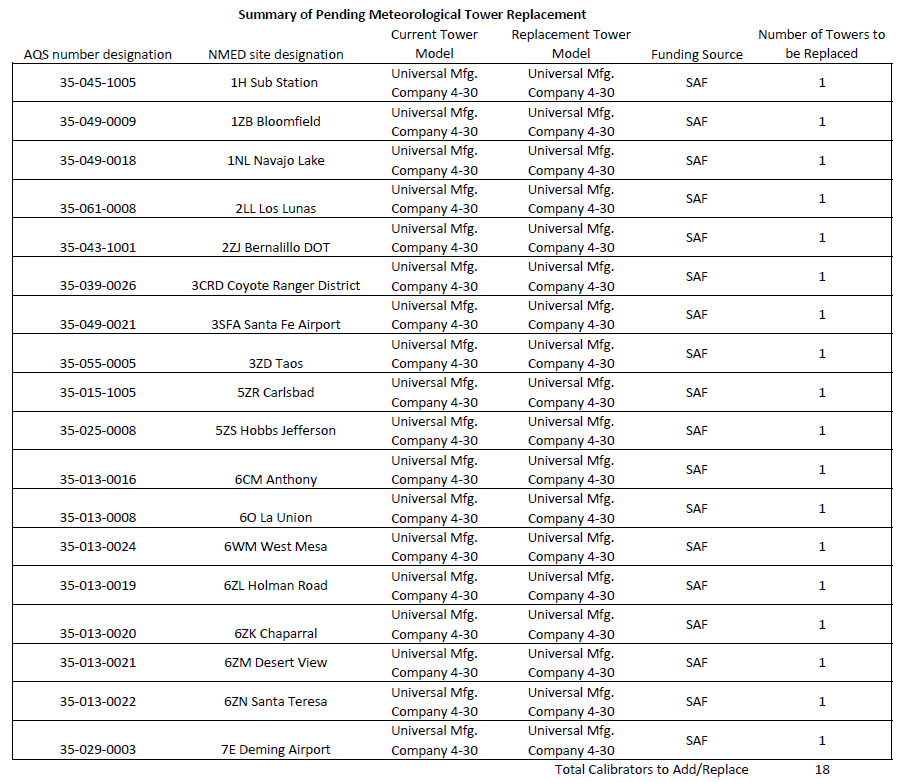 Summary of Pending Meteorological Tower Replacement
AQS number designation NMED site designation Current Tower Model Replacement Tower Model Funding Source Number of Towers to be Replaced
35-045-1005 1H Sub Station Universal Mfg. Company 4-30 Universal Mfg. Company 4-30 SAF 1
35-049-0009 1ZB Bloomfield Universal Mfg. Company 4-30 Universal Mfg. Company 4-30 SAF 1
35-049-0018 1NL Navajo Lake Universal Mfg. Company 4-30 Universal Mfg. Company 4-30 SAF 1
35-061-0008 2LL Los Lunas Universal Mfg. Company 4-30 Universal Mfg. Company 4-30 SAF 1
35-043-1001 2ZJ Bernalillo DOT Universal Mfg. Company 4-30 Universal Mfg. Company 4-30 SAF 1
35-039-0026 3CRD Coyote Ranger District Universal Mfg. Company 4-30 Universal Mfg. Company 4-30 SAF 1
35-049-0021 3SFA Santa Fe Airport Universal Mfg. Company 4-30 Universal Mfg. Company 4-30 SAF 1
35-055-0005 3ZD Taos Universal Mfg. Company 4-30 Universal Mfg. Company 4-30 SAF 1
35-015-1005 5ZR Carlsbad Universal Mfg. Company 4-30 Universal Mfg. Company 4-30 SAF 1
35-025-0008 5ZS Hobbs Jefferson Universal Mfg. Company 4-30 Universal Mfg. Company 4-30 SAF 1
35-013-0016 6CM Anthony Universal Mfg. Company 4-30 Universal Mfg. Company 4-30 SAF 1
35-013-0008 6O La Union Universal Mfg. Company 4-30 Universal Mfg. Company 4-30 SAF 1
35-013-0024 6WM West Mesa Universal Mfg. Company 4-30 Universal Mfg. Company 4-30 SAF 1
35-013-0019 6ZL Holman Road Universal Mfg. Company 4-30 Universal Mfg. Company 4-30 SAF 1
35-013-0020 6ZK Chaparral Universal Mfg. Company 4-30 Universal Mfg. Company 4-30 SAF 1
35-013-0021 6ZM Desert View Universal Mfg. Company 4-30 Universal Mfg. Company 4-30 SAF 1
35-013-0022 6ZN Santa Teresa Universal Mfg. Company 4-30 Universal Mfg. Company 4-30 SAF 1
35-029-0003 7E Deming Airport Universal Mfg. Company 4-30 Universal Mfg. Company 4-30 SAF 1
Total Calibrators to Add/Replace 18